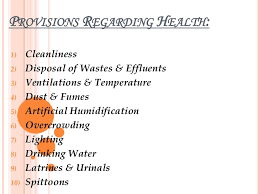 PROVISIONS REGARDING HEALTH:
1) Cleanliness
2) Disposal of Wastes & Effluents
3) Ventilations & Temperature
4) Dust & Fumes
5) Artificial Humidification
6) Overcrowding
7) Lighting
8) Drinking Water
9) Latrines & Urinals
10) Spittoons